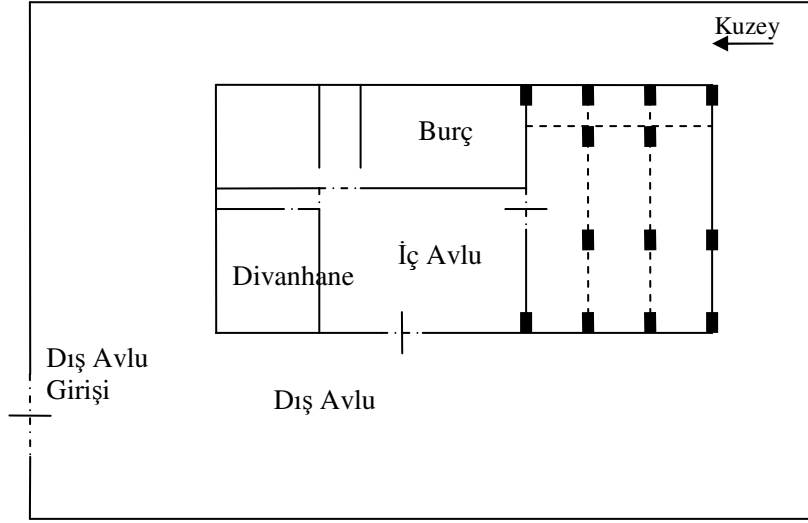 Kuzey
Burç
İç Avlu
Divanhane
Dış Avlu
Girişi
Dış Avlu